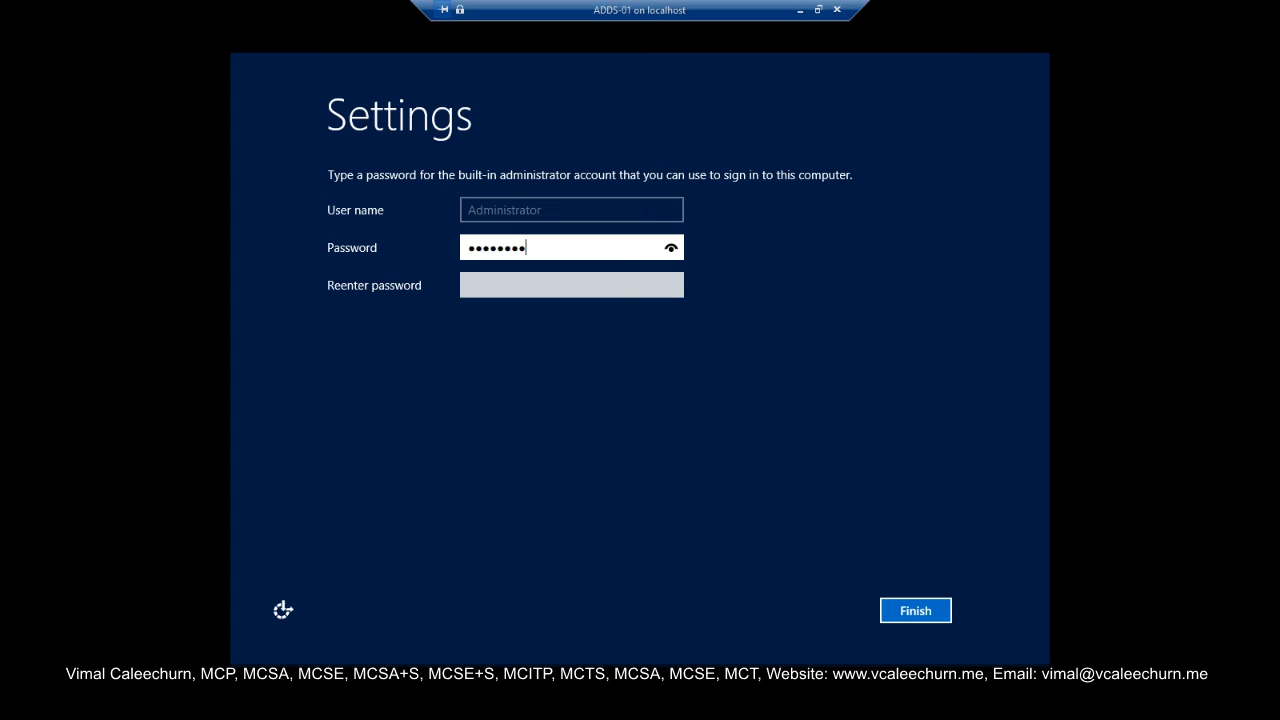 ADDS-01 on localhost
Settings
Type a password for the built-in administrator account that you can use to sign in to this computer.
User name
Administrator
Password
••••••••
Reenter password
Finish
Vimal Caleechurn, MCP, MCSA, MCSE, MCSA+S, MCSE+S, MCITP, MCTS, MCSA, MCSE, MCT, Website: www.vcaleechurn.me, Email: vimal@vcaleechurn.me